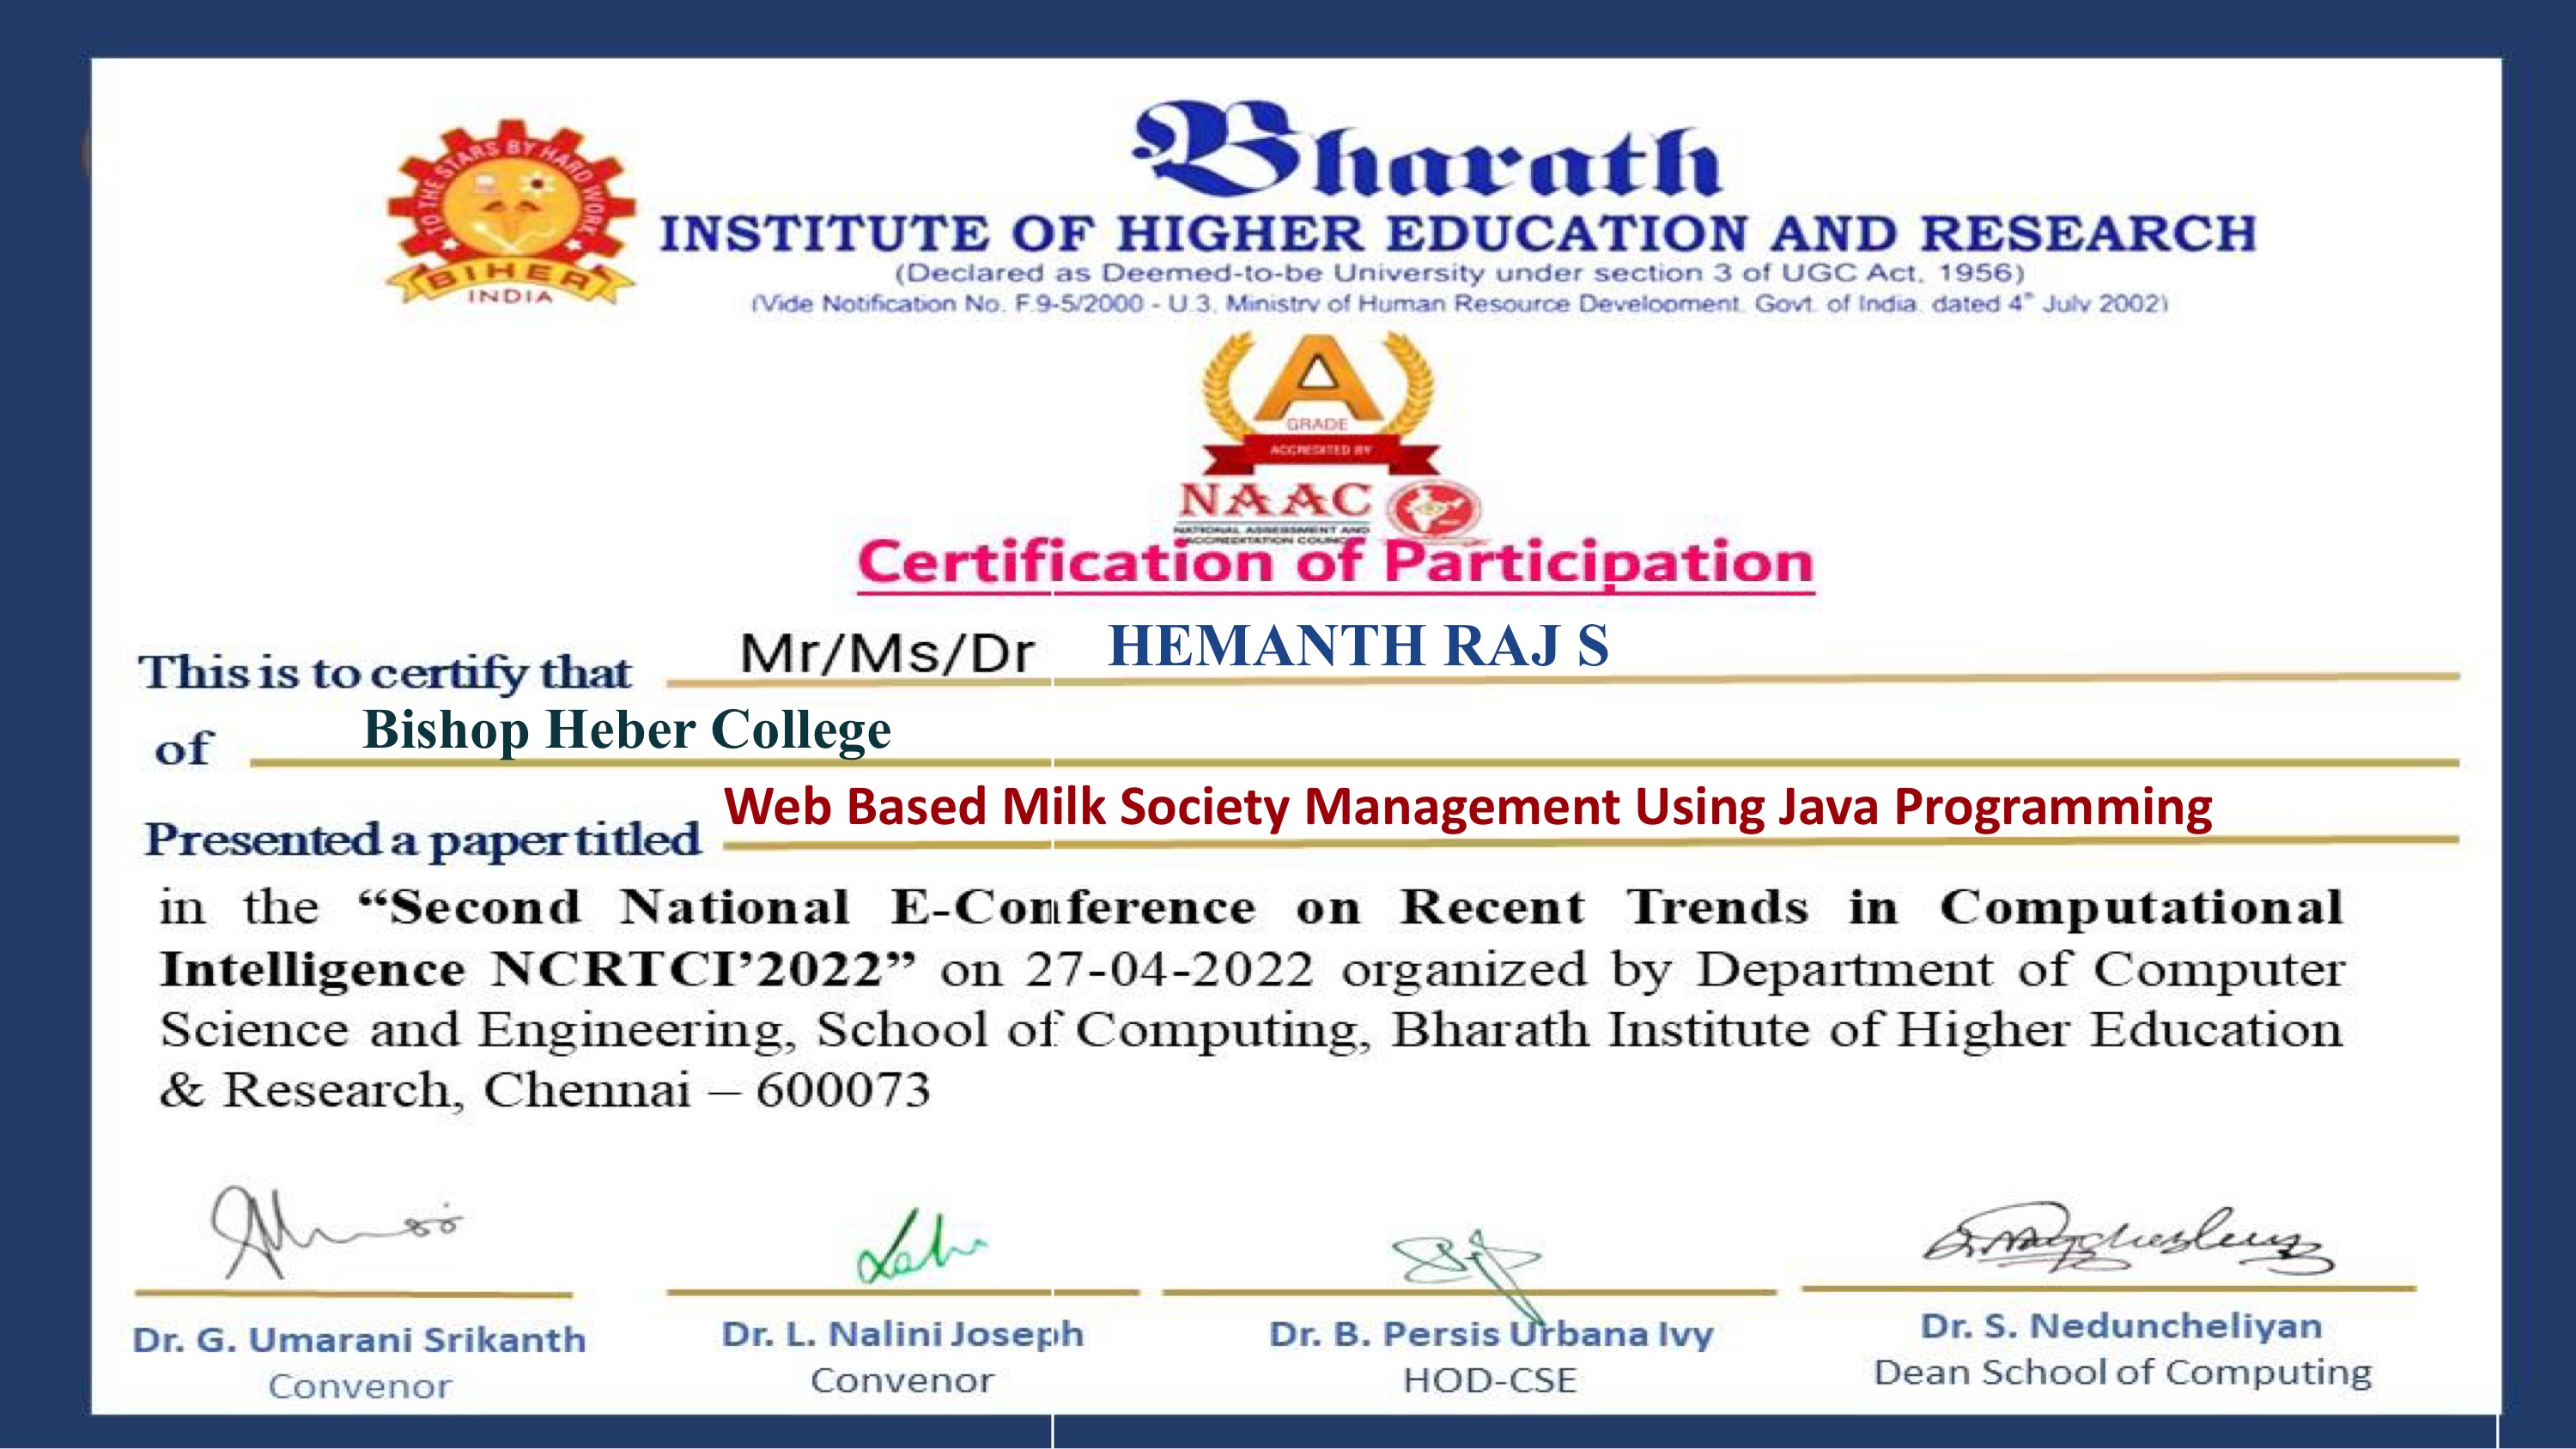 TO THE STARS BY HARD WORK
BIHER
INDIA
Bharath
INSTITUTE OF HIGHER EDUCATION AND RESEARCH
(Declared as Deemed-to-be University under section 3 of UGC Act, 1956)
(Vide Notification No. F.9-5/2000 - U.3, Ministry of Human Resource Development, Govt. of India, dated 4th July 2002)
A
GRADE
ACCREDITED BY
NAAC
NATIONAL ASSESSMENT AND
ACCREDITATION COUNCIL
Certification of Participation
This is to certify that Mr/Ms/Dr HEMANTH RAJ S
of Bishop Heber College
Presented a paper titled Web Based Milk Society Management Using Java Programming
in the “Second National E-Conference on Recent Trends in Computational
Intelligence NCRTCI’2022” on 27-04-2022 organized by Department of Computer
Science and Engineering, School of Computing, Bharath Institute of Higher Education
& Research, Chennai – 600073
Dr. G. Umarani Srikanth
Convenor
Dr. L. Nalini Joseph
Convenor
Dr. B. Persis Urbana Ivy
HOD-CSE
Dr. S. Neduncheliyan
Dean School of Computing